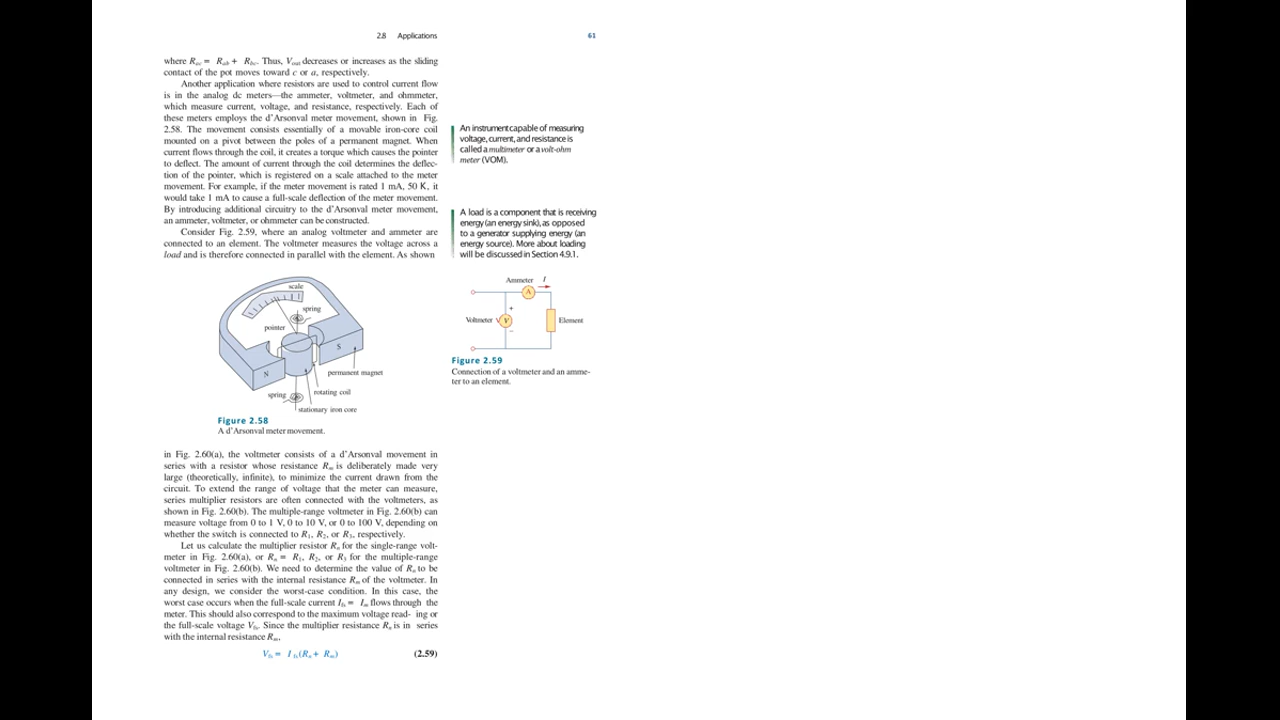 2.8 Applications 61
where Rac = Rab + Rbc. Thus, Vout decreases or increases as the sliding
contact of the pot moves toward c or a, respectively.
Another application where resistors are used to control current flow
is in the analog dc meters—the ammeter, voltmeter, and ohmmeter,
which measure current, voltage, and resistance, respectively. Each of
these meters employs the d'Arsonval meter movement, shown in Fig.
2.58. The movement consists essentially of a movable iron-core coil
mounted on a pivot between the poles of a permanent magnet. When
current flows through the coil, it creates a torque which causes the pointer
to deflect. The amount of current through the coil determines the deflec-
tion of the pointer, which is registered on a scale attached to the meter
movement. For example, if the meter movement is rated 1 mA, 50 K, it
would take 1 mA to cause a full-scale deflection of the meter movement.
By introducing additional circuitry to the d'Arsonval meter movement,
an ammeter, voltmeter, or ohmmeter can be constructed.
Consider Fig. 2.59, where an analog voltmeter and ammeter are
connected to an element. The voltmeter measures the voltage across a
load and is therefore connected in parallel with the element. As shown
An instrument capable of measuring
voltage, current, and resistance is
called a multimeter or a volt-ohm
meter (VOM).
A load is a component that is receiving
energy (an energy sink), as opposed
to a generator supplying energy (an
energy source). More about loading
will be discussed in Section 4.9.1.
scale
spring
pointer
S
N
permanent magnet
rotating coil
spring
stationary iron core
Figure 2.58
A d'Arsonval meter movement.
Ammeter I
A
+
Voltmeter V V
−
Element
Figure 2.59
Connection of a voltmeter and an amme-
ter to an element.
in Fig. 2.60(a), the voltmeter consists of a d'Arsonval movement in
series with a resistor whose resistance Rm is deliberately made very
large (theoretically, infinite), to minimize the current drawn from the
circuit. To extend the range of voltage that the meter can measure,
series multiplier resistors are often connected with the voltmeters, as
shown in Fig. 2.60(b). The multiple-range voltmeter in Fig. 2.60(b) can
measure voltage from 0 to 1 V, 0 to 10 V, or 0 to 100 V, depending on
whether the switch is connected to R1, R2, or R3, respectively.
Let us calculate the multiplier resistor Rn for the single-range volt-
meter in Fig. 2.60(a), or Rn = R1, R2, or R3 for the multiple-range
voltmeter in Fig. 2.60(b). We need to determine the value of Rn to be
connected in series with the internal resistance Rm of the voltmeter. In
any design, we consider the worst-case condition. In this case, the
worst case occurs when the full-scale current Ifs = Im flows through the
meter. This should also correspond to the maximum voltage read- ing or
the full-scale voltage Vfs. Since the multiplier resistance Rn is in series
with the internal resistance Rm,
Vfs = I fs(Rn + Rm) (2.59)